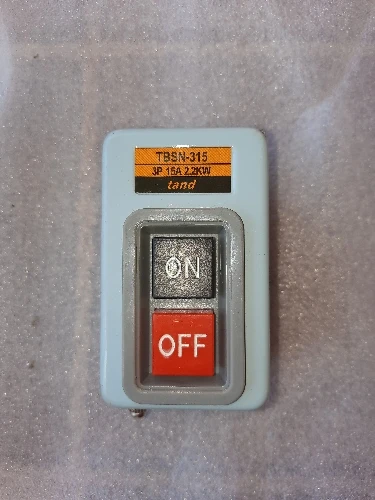 TBSN-315
3P 15A 2.2KW
tand
ON
OFF